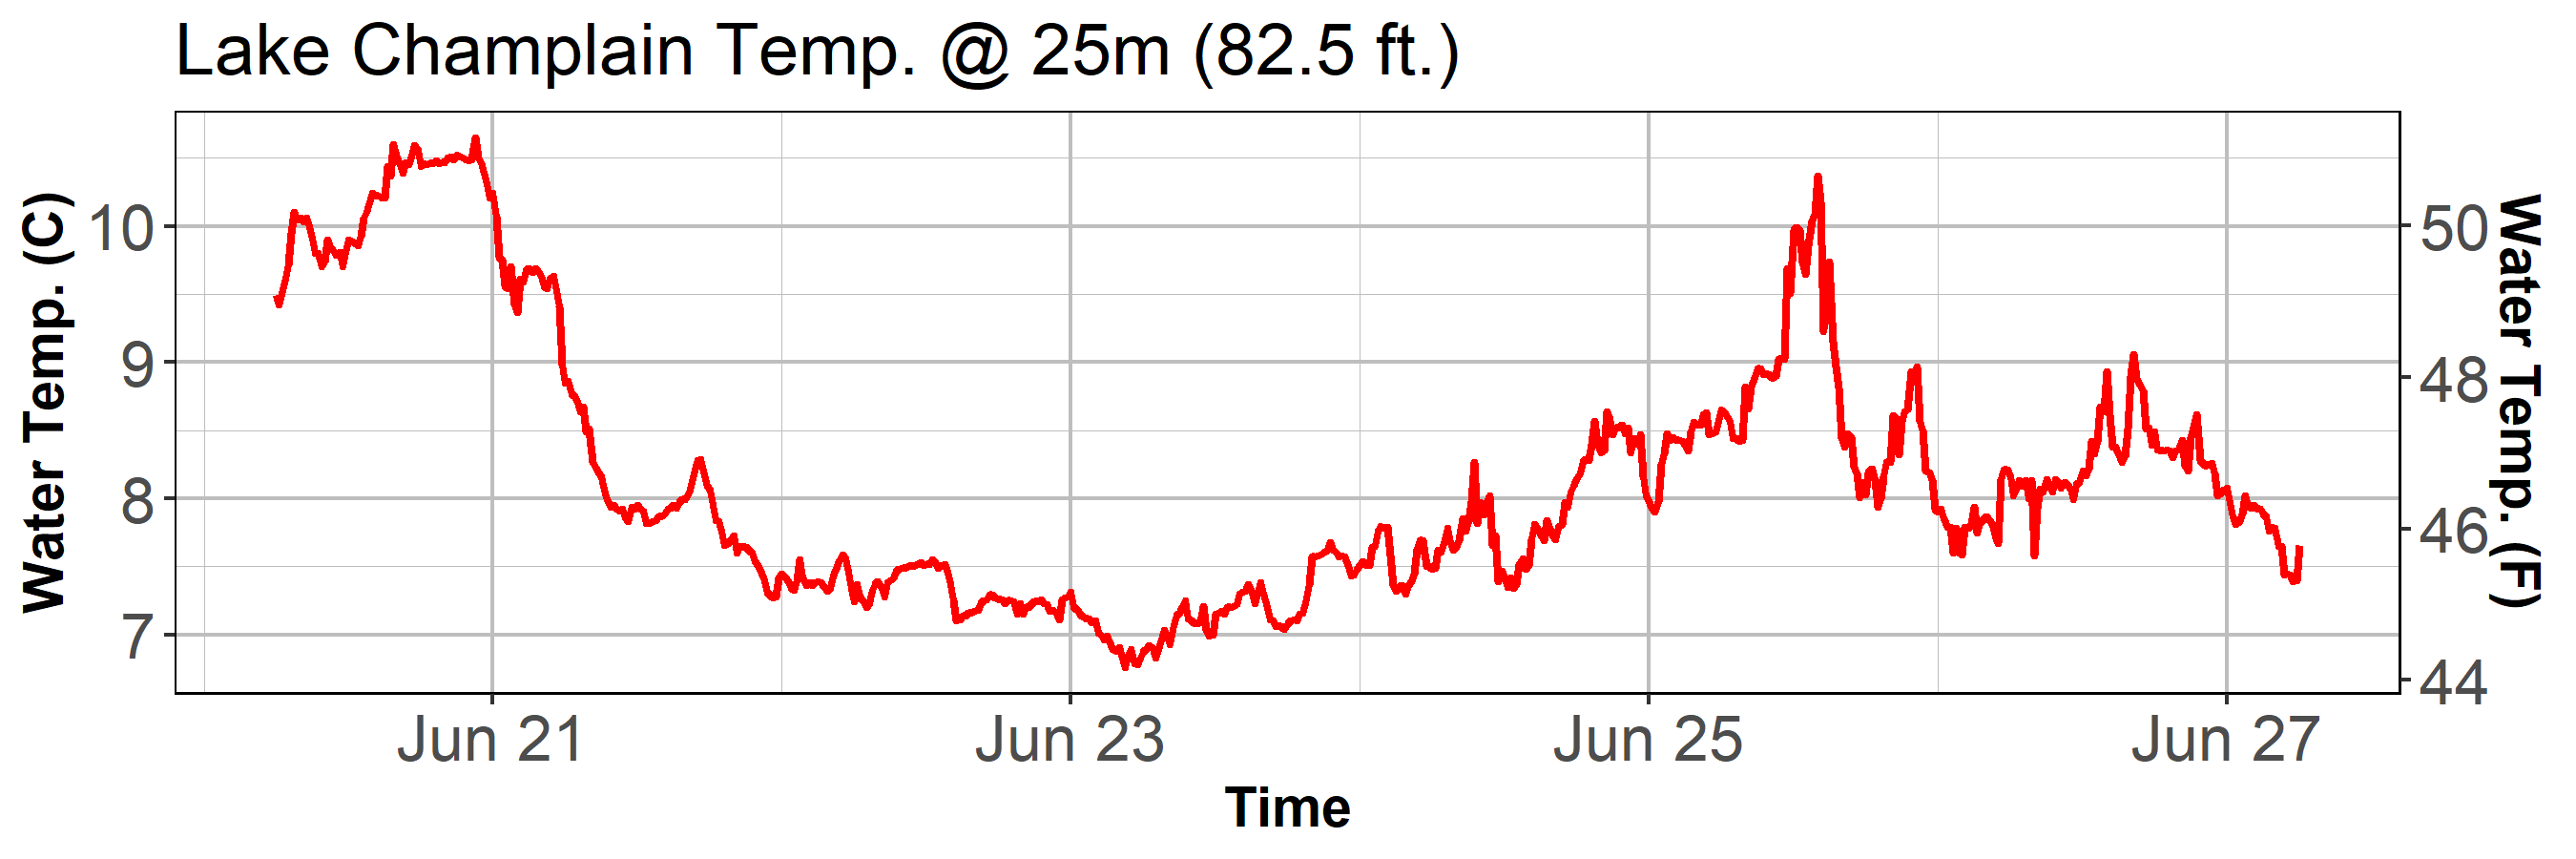 Lake Champlain Temp. @ 25m (82.5 ft.)
Water Temp. (C)
10
9
8
7
50
48
46
44
Water Temp. (F)
Jun 21 Jun 23 Jun 25 Jun 27
Time